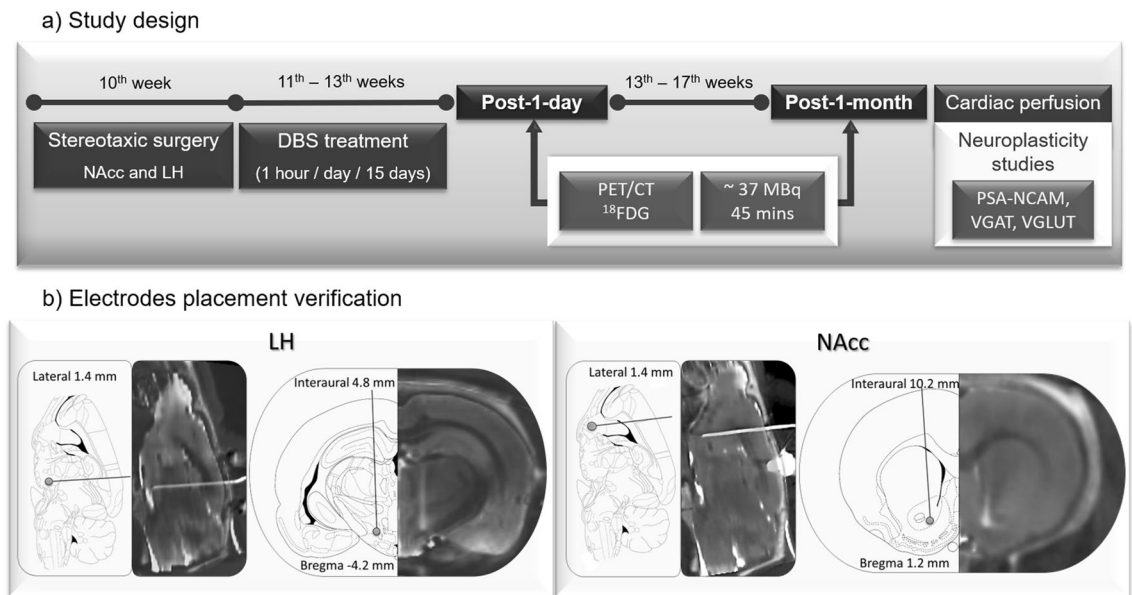 a) Study design
10th week
11th – 13th weeks
Post-1-day
13th – 17th weeks
Post-1-month
Cardiac perfusion
Stereotaxic surgery
NAcc and LH
DBS treatment
(1 hour / day / 15 days)
PET/CT
18FDG
~ 37 MBq
45 mins
Neuroplasticity
studies
PSA-NCAM,
VGAT, VGLUT
b) Electrodes placement verification
LH
Lateral 1.4 mm
Interaural 4.8 mm
Bregma -4.2 mm
NAcc
Lateral 1.4 mm
Interaural 10.2 mm
Bregma 1.2 mm